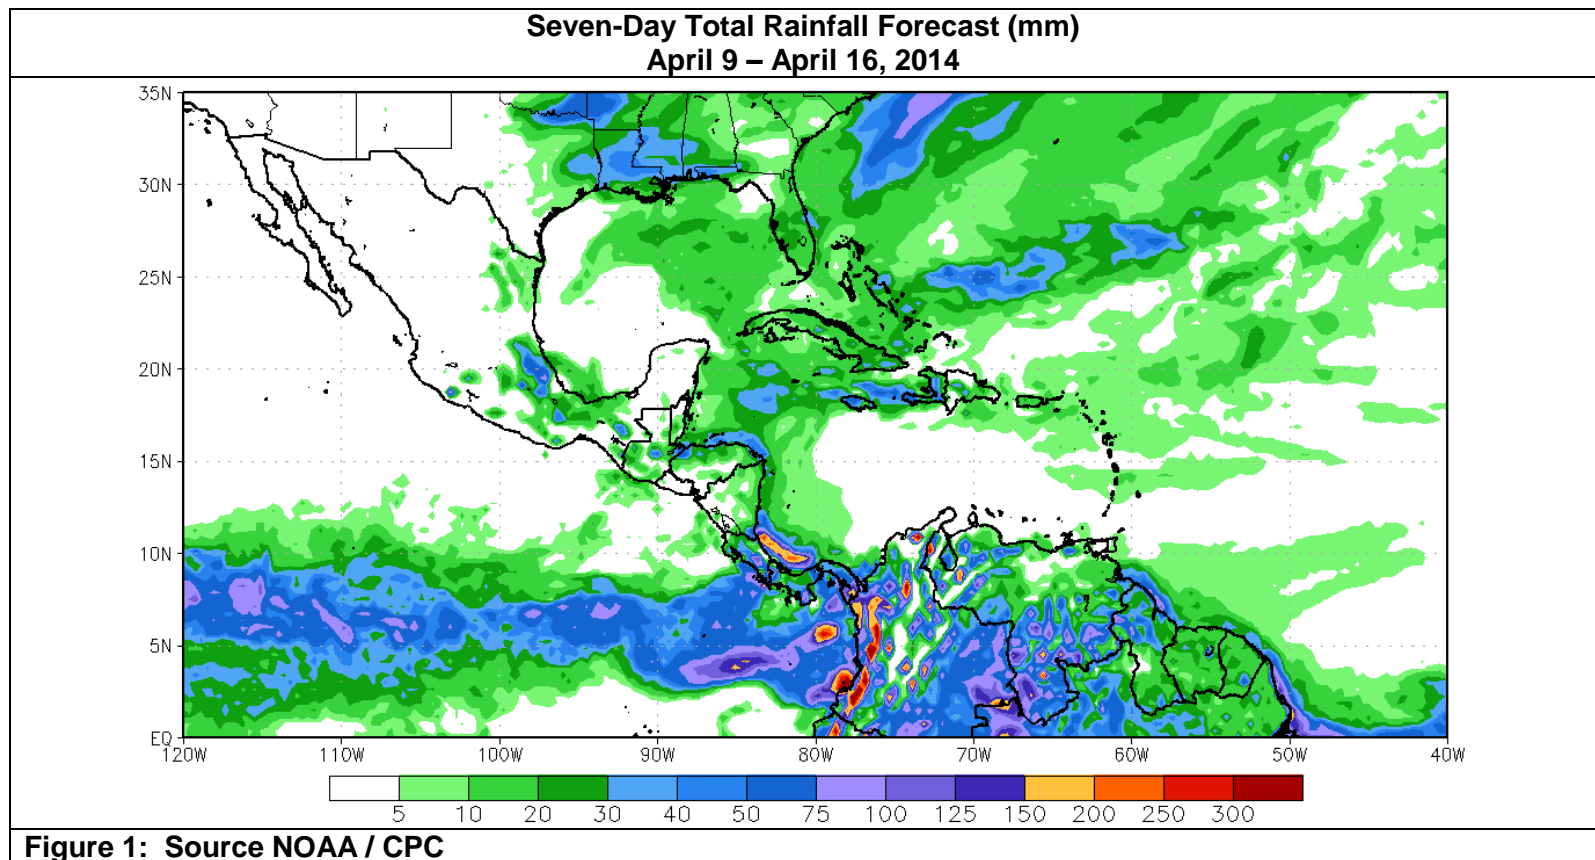 Seven-Day Total Rainfall Forecast (mm)
April 9 – April 16, 2014
35N
30N
25N
20N
15N
10N
5N
EQ
120W 110W 100W 90W 80W 70W 60W 50W 40W
5 10 20 30 40 50 75 100 125 150 200 250 300
Figure 1: Source NOAA / CPC